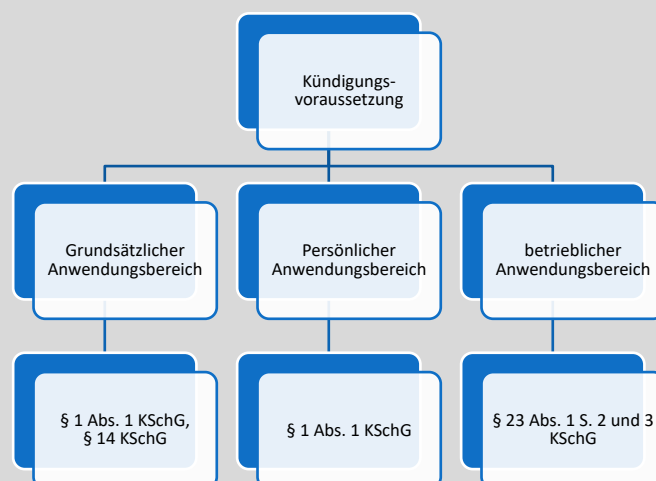 Kündigungs-
voraussetzung
Grundsätzlicher
Anwendungsbereich
Persönlicher
Anwendungsbereich
betrieblicher
Anwendungsbereich
§ 1 Abs. 1 KSchG,
§ 14 KSchG
§ 1 Abs. 1 KSchG
§ 23 Abs. 1 S. 2 und 3
KSchG